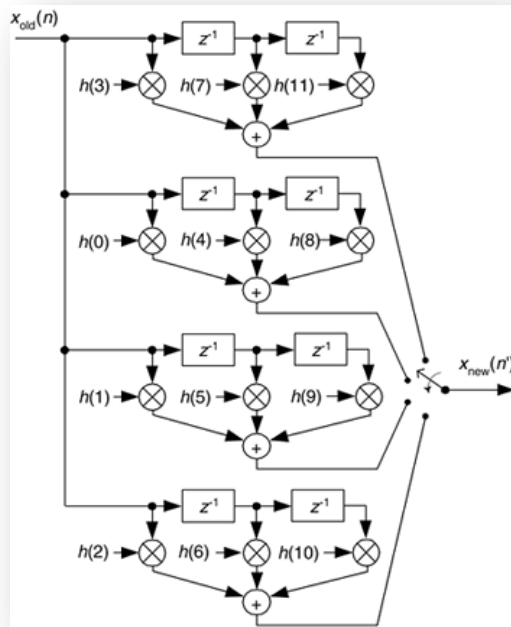 x_old(n)
z⁻¹ z⁻¹
h(3) h(7) h(11)
+
z⁻¹ z⁻¹
h(0) h(4) h(8)
+
x_new(n')
z⁻¹ z⁻¹
h(1) h(5) h(9)
+
z⁻¹ z⁻¹
h(2) h(6) h(10)
+